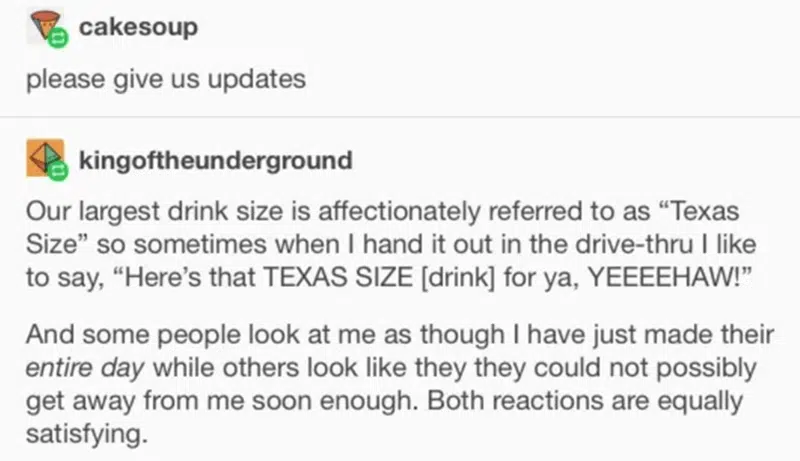 cakesoup
please give us updates
kingoftheunderground
Our largest drink size is affectionately referred to as “Texas
Size” so sometimes when I hand it out in the drive-thru I like
to say, “Here’s that TEXAS SIZE [drink] for ya, YEEEEHAW!”
And some people look at me as though I have just made their
entire day while others look like they they could not possibly
get away from me soon enough. Both reactions are equally
satisfying.